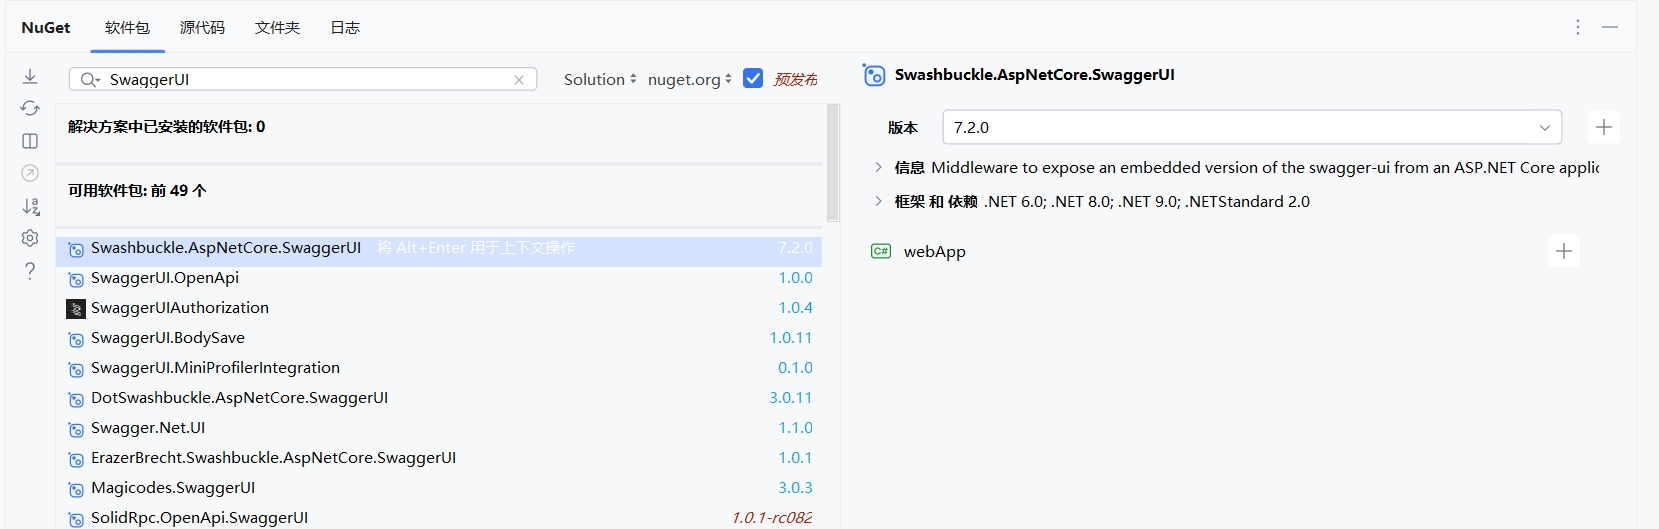 NuGet 软件包 源代码 文件夹 日志
SwaggerUI Solution nuget.org 预发布
解决方案中已安装的软件包: 0
可用软件包: 前 49 个
Swashbuckle.AspNetCore.SwaggerUI 将 Alt+Enter 用于上下文操作 7.2.0
SwaggerUI.OpenApi 1.0.0
SwaggerUIAuthorization 1.0.4
SwaggerUI.BodySave 1.0.11
SwaggerUI.MiniProfilerIntegration 0.1.0
DotSwashbuckle.AspNetCore.SwaggerUI 3.0.11
Swagger.Net.UI 1.1.0
ErazerBrecht.Swashbuckle.AspNetCore.SwaggerUI 1.0.1
Magicodes.SwaggerUI 3.0.3
SolidRpc.OpenApi.SwaggerUI 1.0.1-rc082
Swashbuckle.AspNetCore.SwaggerUI
版本 7.2.0
信息 Middleware to expose an embedded version of the swagger-ui from an ASP.NET Core applic
框架 和 依赖 .NET 6.0; .NET 8.0; .NET 9.0; .NETStandard 2.0
C# webApp